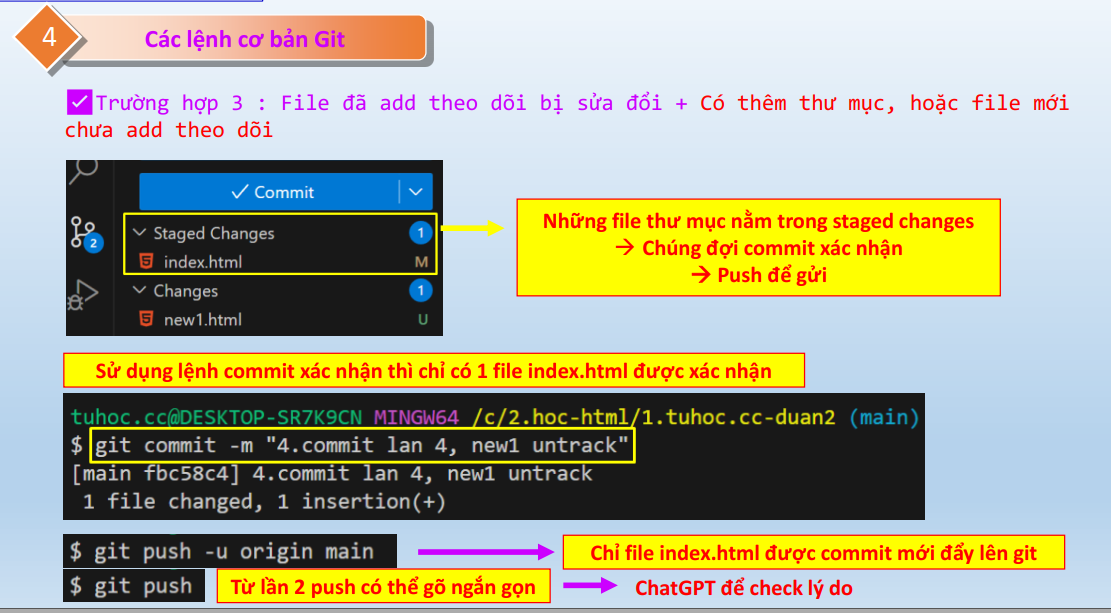 4
Các lệnh cơ bản Git
Trường hợp 3 : File đã add theo dõi bị sửa đổi + Có thêm thư mục, hoặc file mới
chưa add theo dõi
Commit
Staged Changes 1
index.html M
Changes 1
new1.html U
2
Những file thư mục nằm trong staged changes
→ Chúng đợi commit xác nhận
→ Push để gửi
Sử dụng lệnh commit xác nhận thì chỉ có 1 file index.html được xác nhận
tuhoc.cc@DESKTOP-SR7K9CN MINGW64 /c/2.hoc-html/1.tuhoc.cc-duan2 (main)
$ git commit -m "4.commit lan 4, new1 untrack"
[main fbc58c4] 4.commit lan 4, new1 untrack
1 file changed, 1 insertion(+)
$ git push -u origin main
Chỉ file index.html được commit mới đẩy lên git
$ git push
Từ lần 2 push có thể gõ ngắn gọn
ChatGPT để check lý do